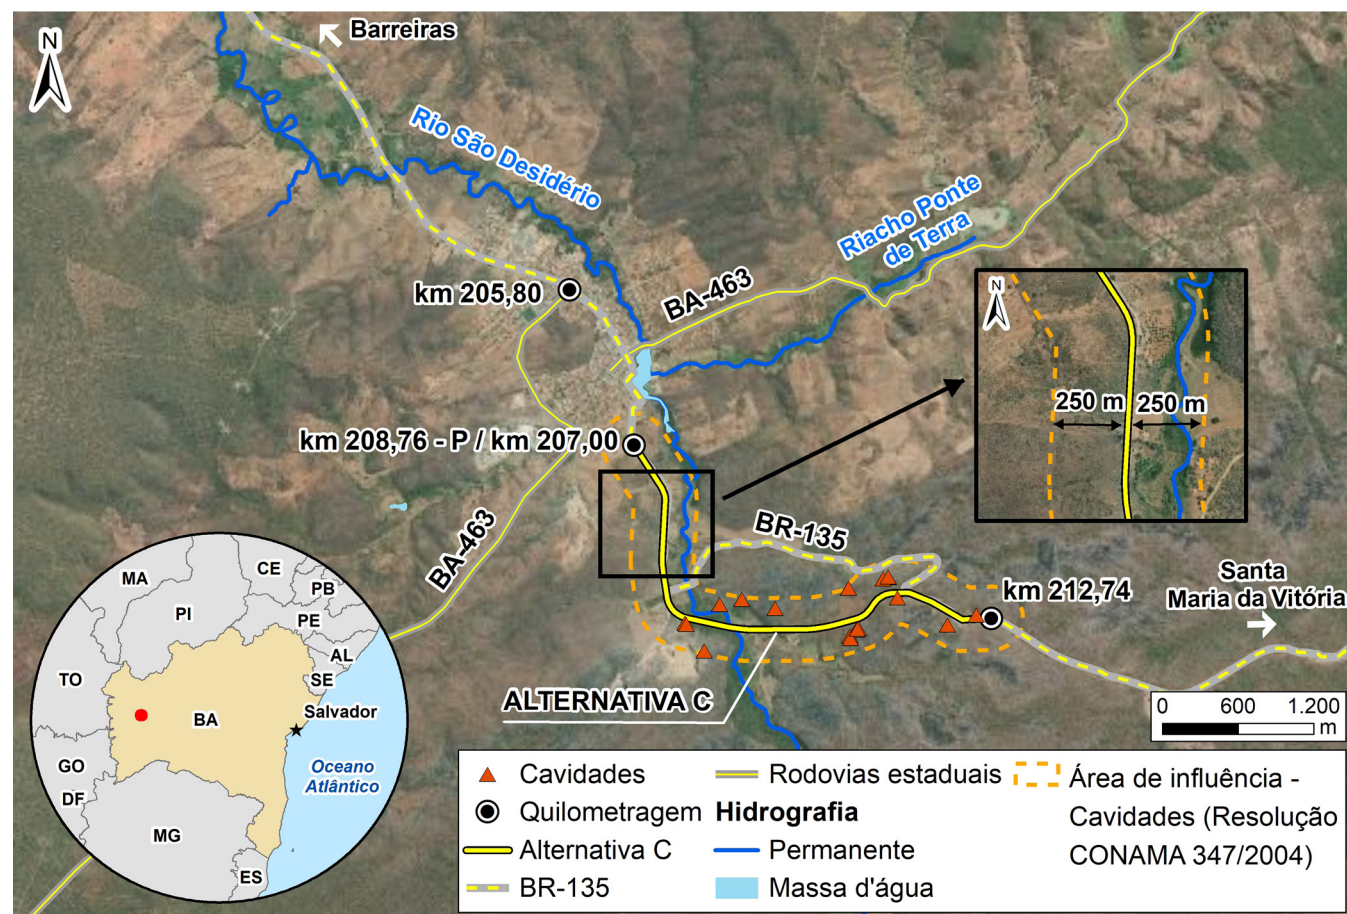 N
Barreiras
Rio São Desidério
Riacho Ponte
de Terra
BA-463
km 205,80
N
250 m
250 m
km 208,76 - P / km 207,00
BR-135
BA-463
km 212,74
Santa
Maria da Vitória
ALTERNATIVA C
0 600 1.200
m
MA
CE
PB
PI
PE
AL
SE
TO
BA
Salvador
GO
Oceano
Atlântico
DF
MG
ES
Cavidades
Quilometragem
Alternativa C
BR-135
Rodovias estaduais
Hidrografia
Permanente
Massa d'água
Área de influência -
Cavidades (Resolução
CONAMA 347/2004)